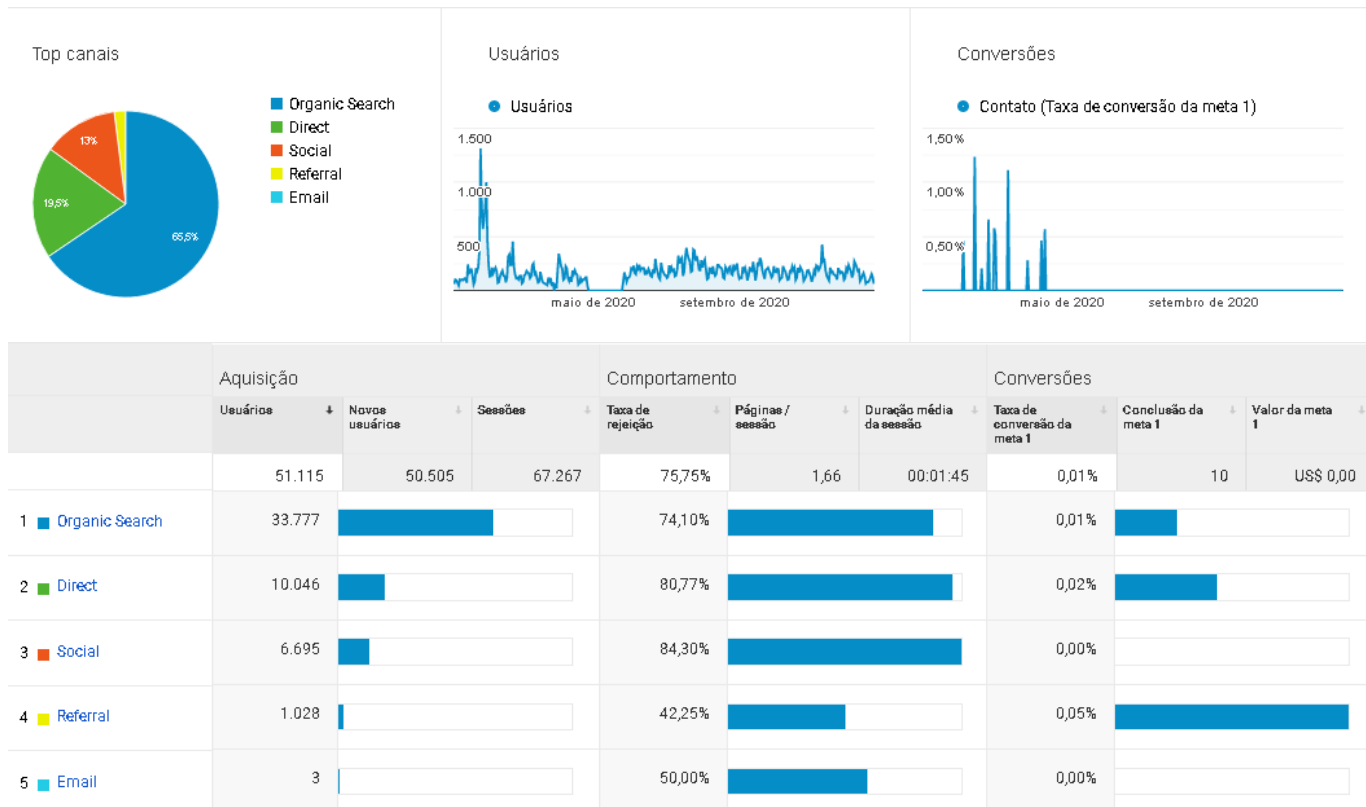 Top canais
Organic Search
Direct
Social
Referral
Email
13%
19,5%
65,5%
Usuários
Usuários
1.500
1.000
500
maio de 2020
setembro de 2020
Conversões
Contato (Taxa de conversão da meta 1)
1,50%
1,00%
0,50%
maio de 2020
setembro de 2020
Aquisição Comportamento Conversões
Usuários
Novos
usuários
Sessões
Taxa de
rejeição
Páginas /
sessão
Duração média
da sessão
Taxa de
conversão da
meta 1
Conclusão da
meta 1
Valor da meta
1
51.115 50.505 67.267 75,75% 1,66 00:01:45 0,01% 10 US$ 0,00
1 Organic Search 33.777 74,10% 0,01%
2 Direct 10.046 80,77% 0,02%
3 Social 6.695 84,30% 0,00%
4 Referral 1.028 42,25% 0,05%
5 Email 3 50,00% 0,00%